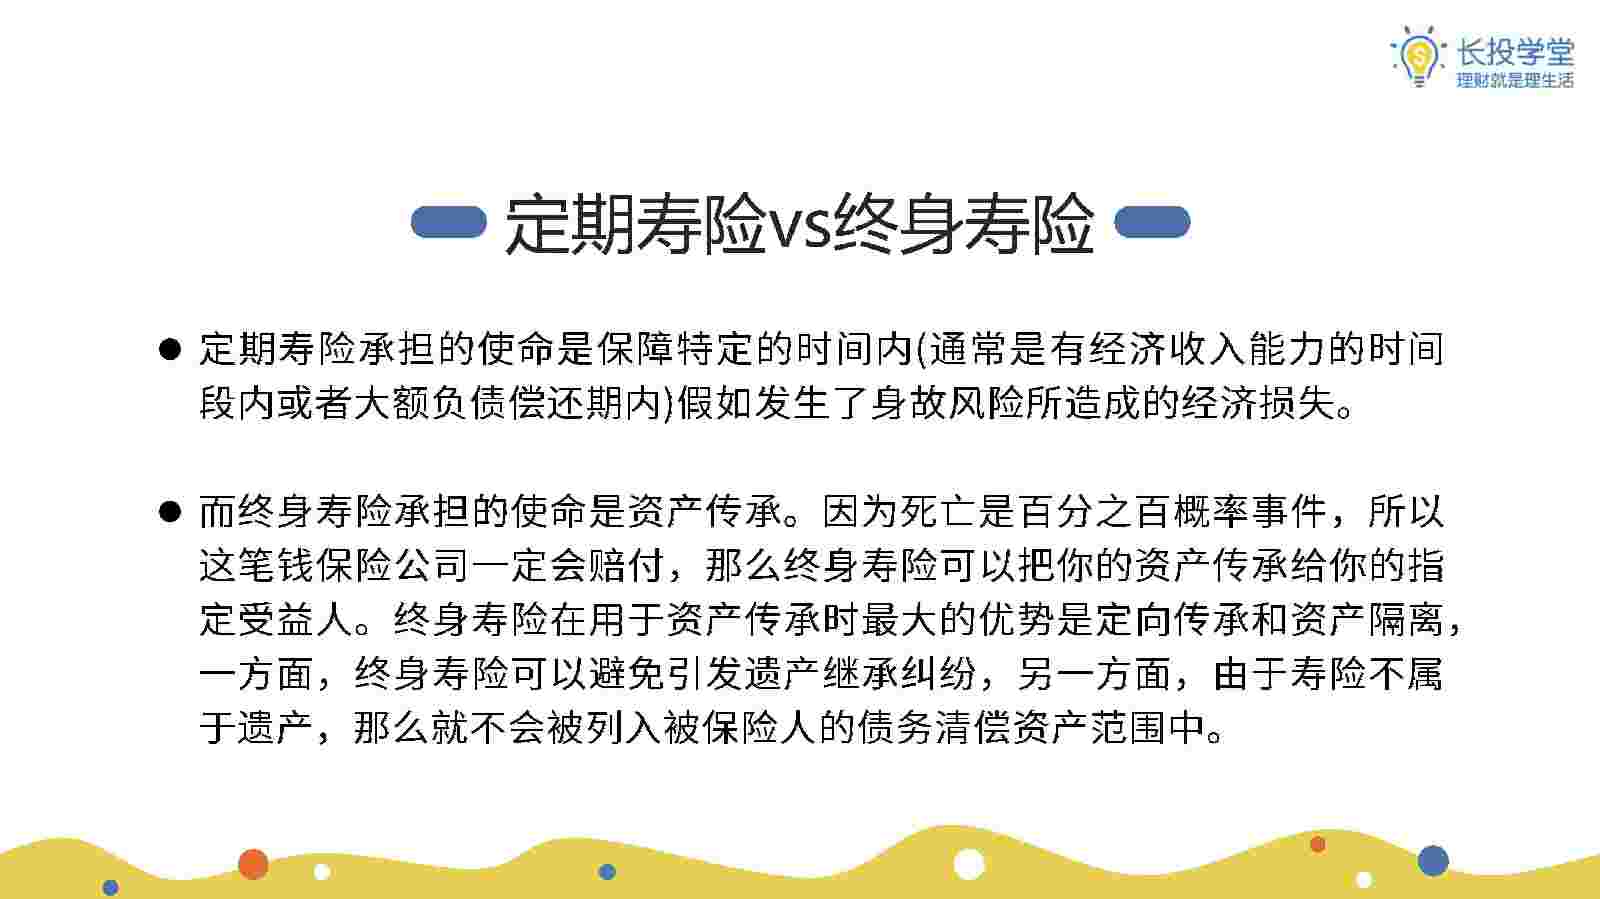 长投学堂
理财就是理生活
定期寿险vs终身寿险
● 定期寿险承担的使命是保障特定的时间内(通常是有经济收入能力的时间
段内或者大额负债偿还期内)假如发生了身故风险所造成的经济损失。
● 而终身寿险承担的使命是资产传承。因为死亡是百分之百概率事件，所以
这笔钱保险公司一定会赔付，那么终身寿险可以把你的资产传承给你的指
定受益人。终身寿险在用于资产传承时最大的优势是定向传承和资产隔离，
一方面，终身寿险可以避免引发遗产继承纠纷，另一方面，由于寿险不属
于遗产，那么就不会被列入被保险人的债务清偿资产范围中。